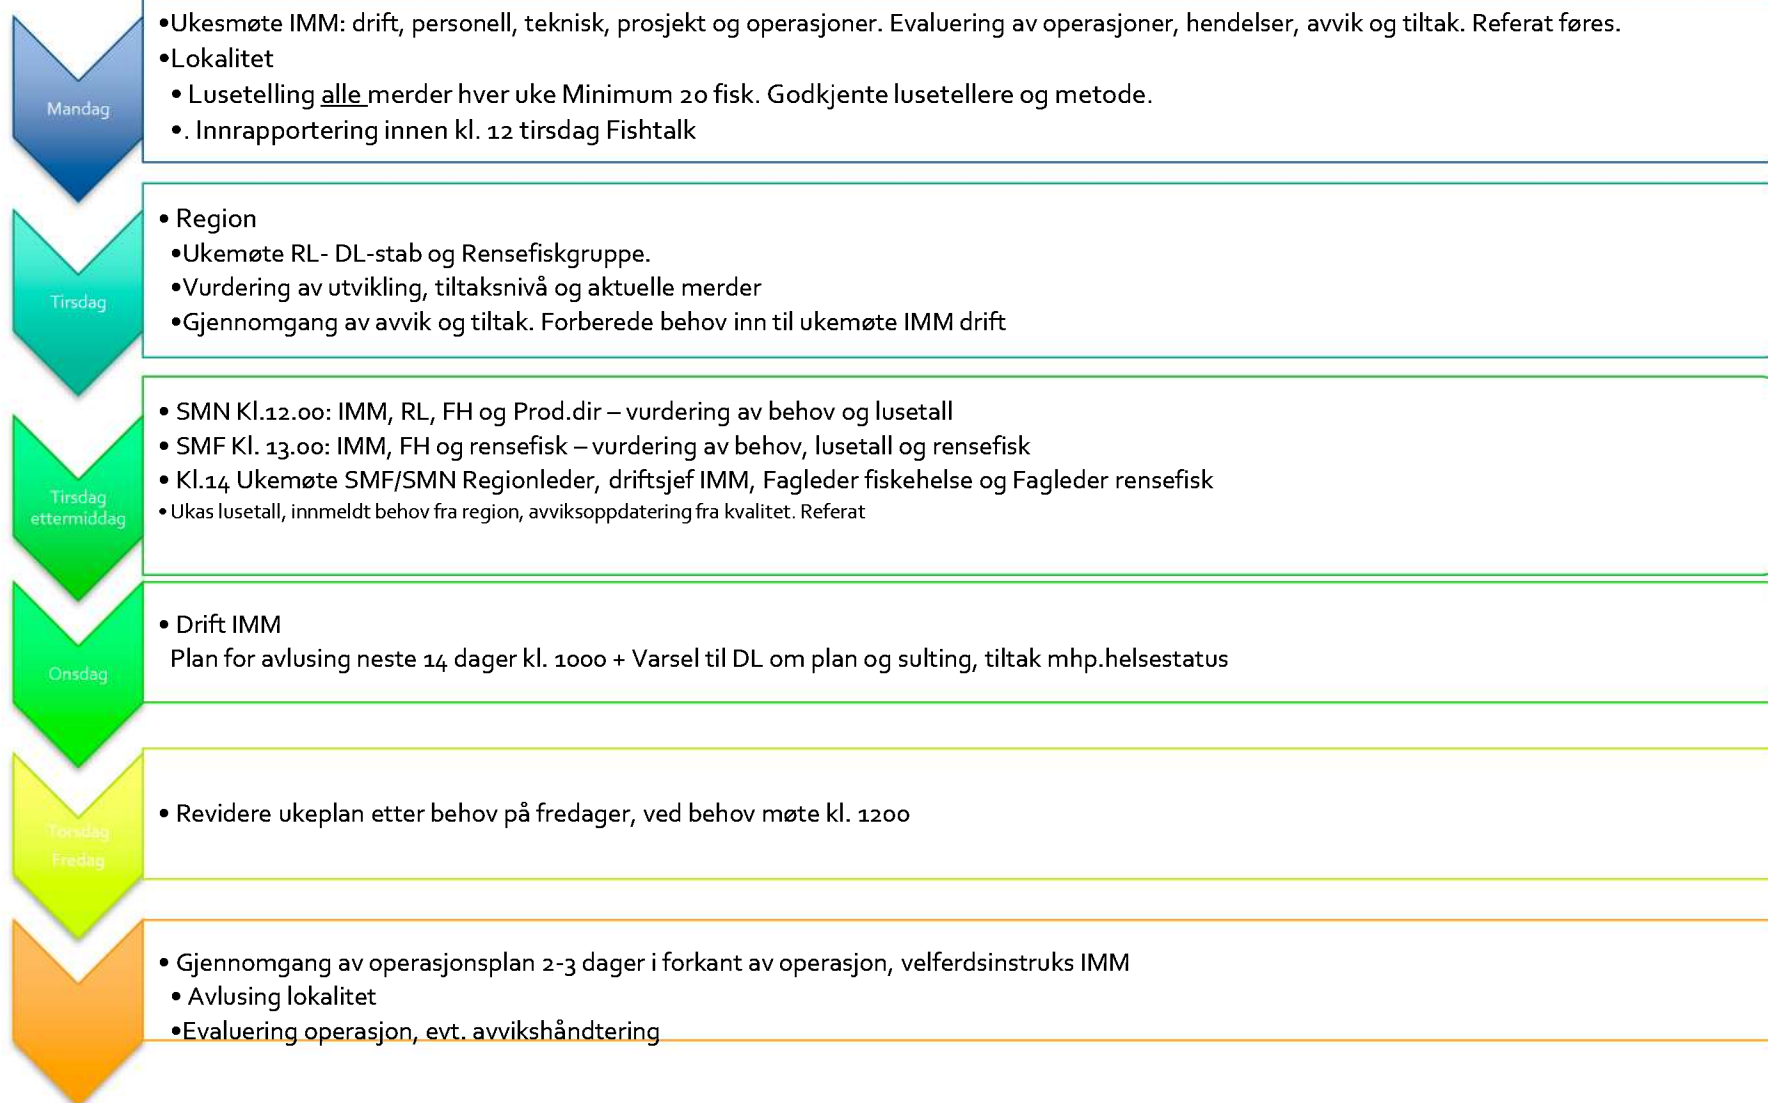 Mandag
•Ukesmøte IMM: drift, personell, teknisk, prosjekt og operasjoner. Evaluering av operasjoner, hendelser, avvik og tiltak. Referat føres.
•Lokalitet
• Lusetelling alle merder hver uke Minimum 20 fisk. Godkjente lusetellere og metode.
•. Innrapportering innen kl. 12 tirsdag Fishtalk
Tirsdag
• Region
•Ukemøte RL- DL-stab og Rensefiskgruppe.
•Vurdering av utvikling, tiltaksnivå og aktuelle merder
•Gjennomgang av avvik og tiltak. Forberede behov inn til ukemøte IMM drift
Tirsdag
ettermiddag
• SMN Kl.12.00: IMM, RL, FH og Prod.dir – vurdering av behov og lusetall
• SMF Kl. 13.00: IMM, FH og rensefisk – vurdering av behov, lusetall og rensefisk
• Kl.14 Ukemøte SMF/SMN Regionleder, driftsjef IMM, Fagleder fiskehelse og Fagleder rensefisk
• Ukas lusetall, innmeldt behov fra region, avviksoppdatering fra kvalitet. Referat
Onsdag
• Drift IMM
Plan for avlusing neste 14 dager kl. 1000 + Varsel til DL om plan og sulting, tiltak mhp.helsestatus
Torsdag
Fredag
• Revidere ukeplan etter behov på fredager, ved behov møte kl. 1200
• Gjennomgang av operasjonsplan 2-3 dager i forkant av operasjon, velferdsinstruks IMM
• Avlusing lokalitet
•Evaluering operasjon, evt. avvikshåndtering